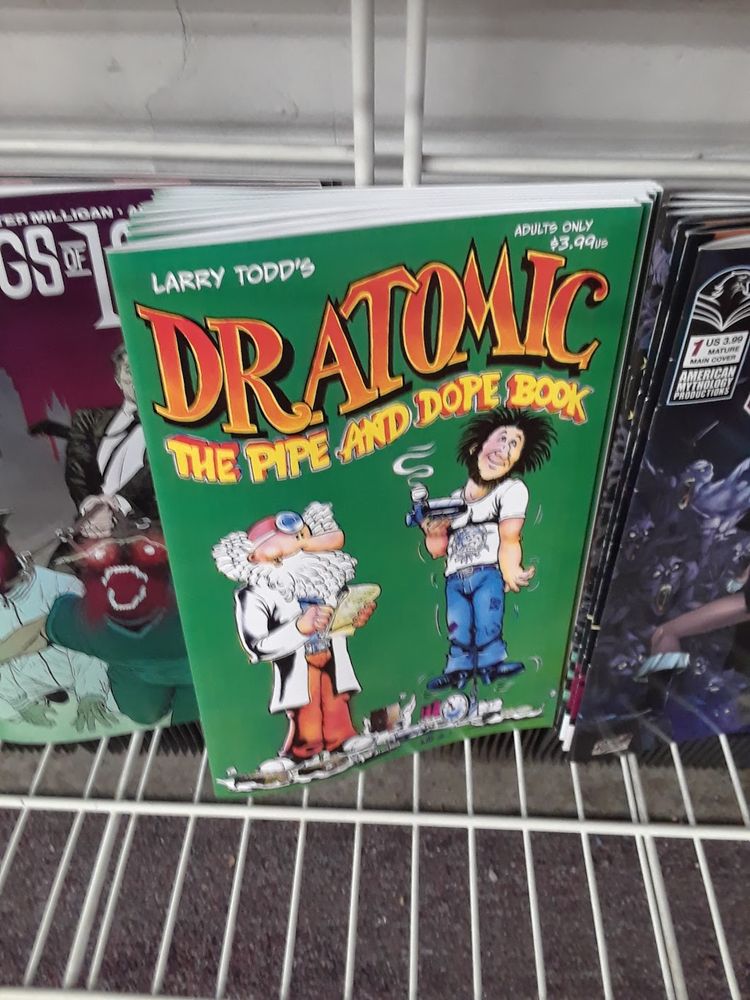 TER MILLIGAN · A
GS OF L
LARRY TODD'S
ADULTS ONLY
$3.99US
DR. ATOMIC
THE PIPE AND DOPE BOOK
1 US 3.99
MATURE
MAIN COVER
AMERICAN
MYTHOLOGY
PRODUCTIONS